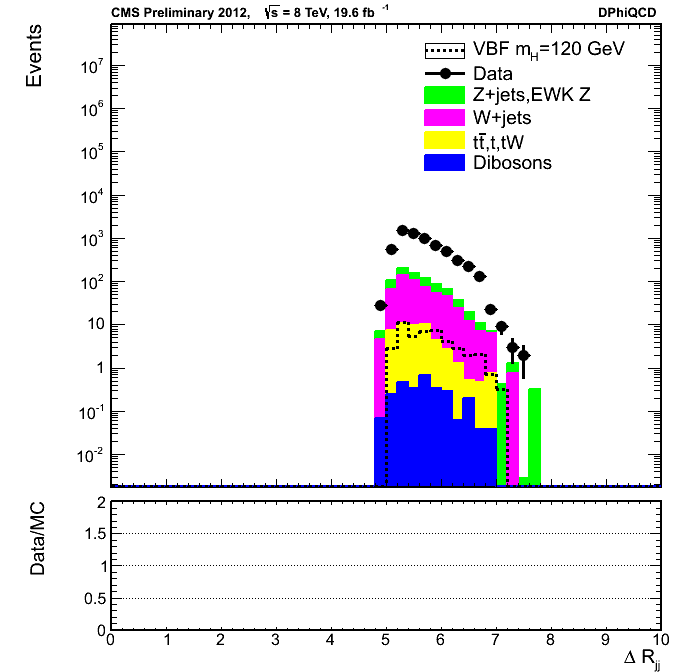 CMS Preliminary 2012, √s = 8 TeV, 19.6 fb⁻¹ DPhiQCD
Events
10⁷
10⁶
10⁵
10⁴
10³
10²
10
1
10⁻¹
10⁻²
VBF m_H=120 GeV
Data
Z+jets,EWK Z
W+jets
tt̄,t,tW
Dibosons
Data/MC
2
1.5
1
0.5
0
0 1 2 3 4 5 6 7 8 9 10
Δ R_jj